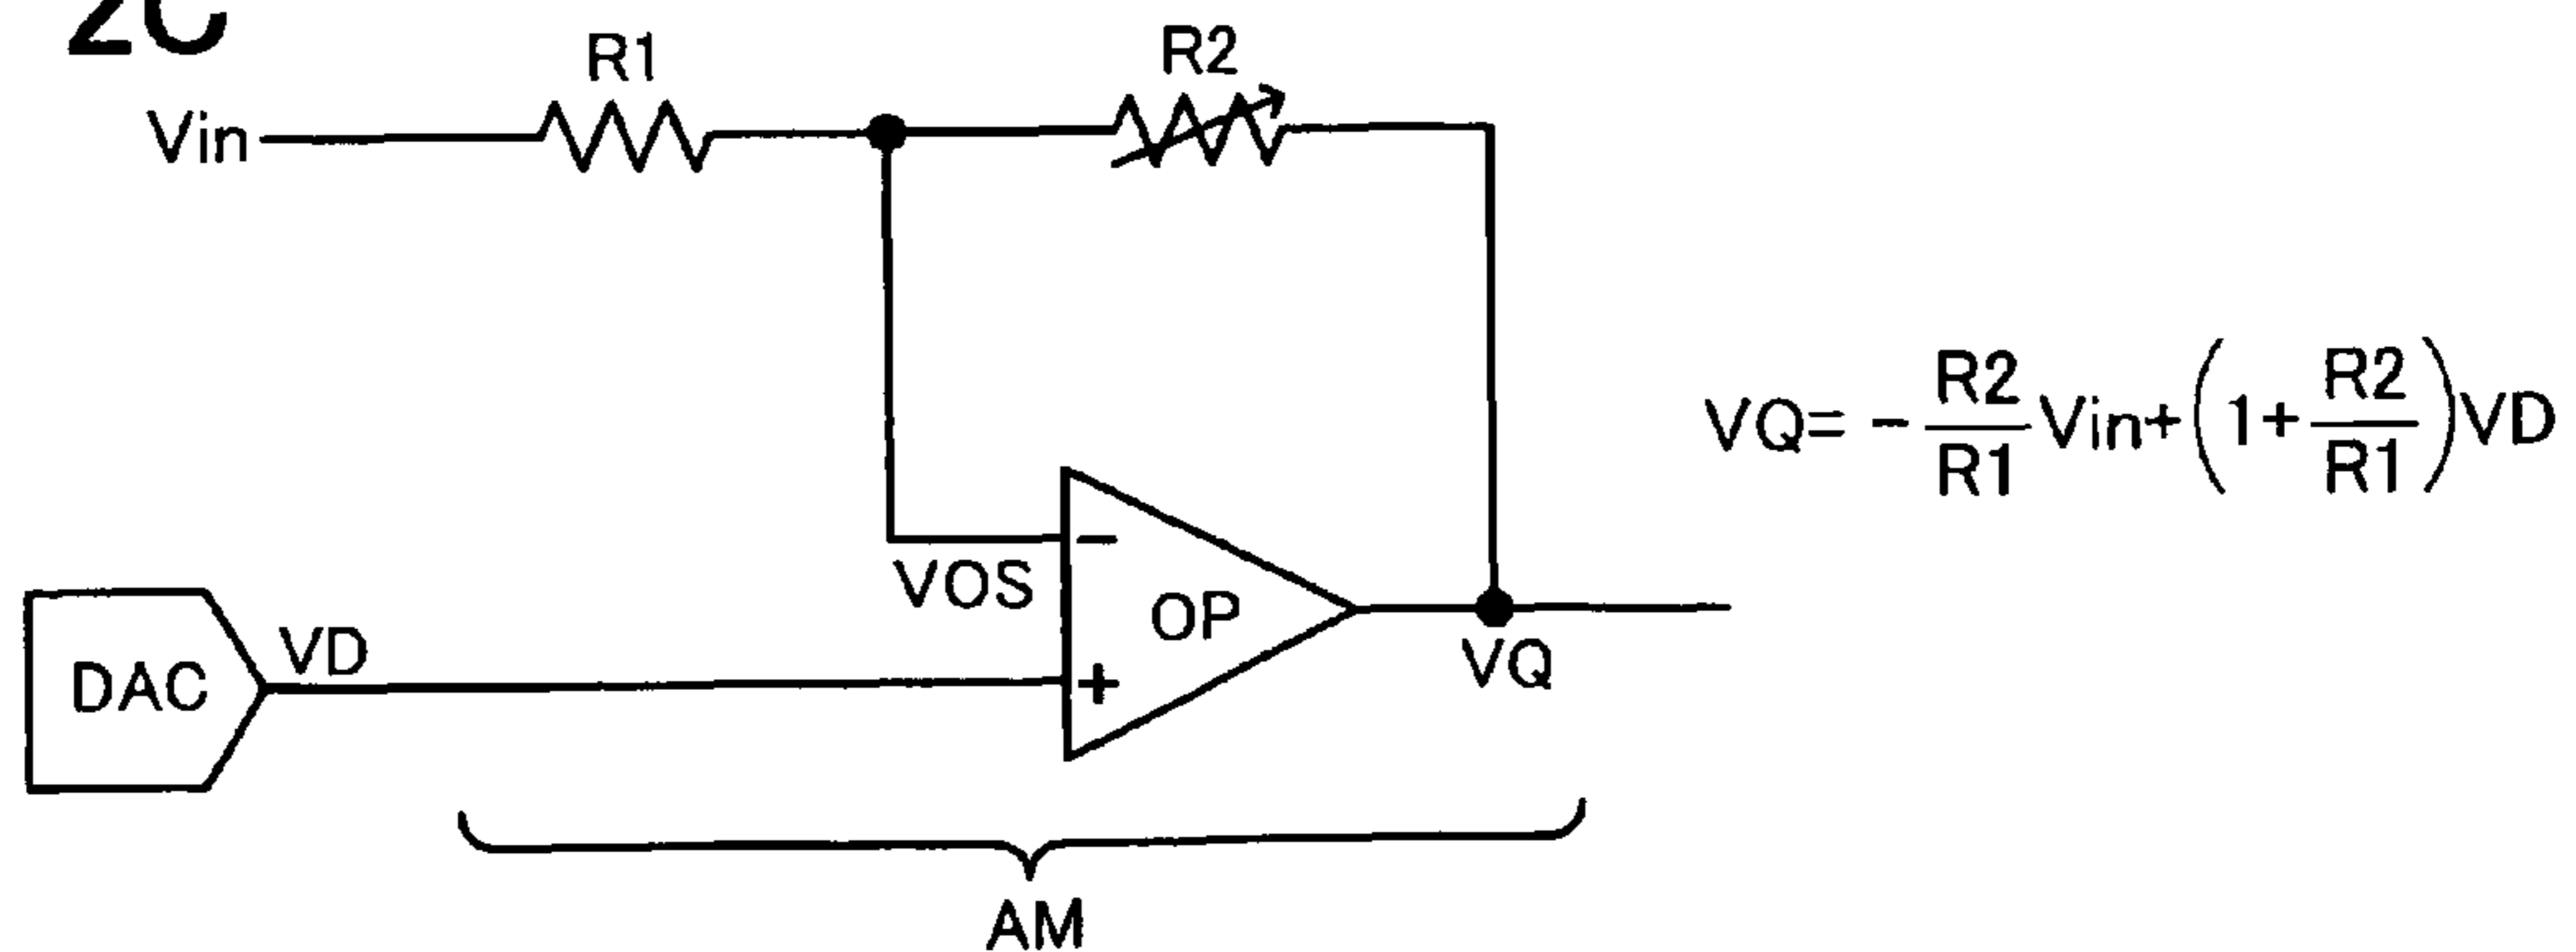 2C
R1
R2
Vin
VQ= - R2/R1 Vin+(1+ R2/R1)VD
-
VOS
OP
VD
DAC
+
VQ
AM